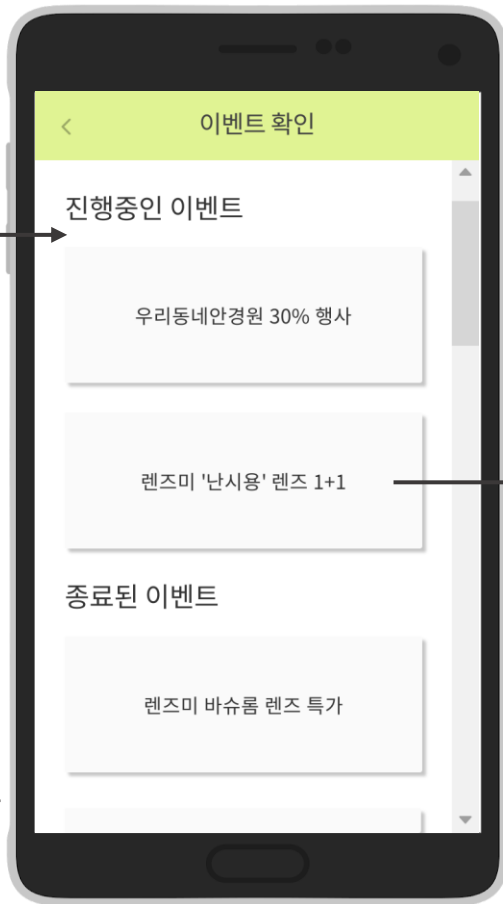 이벤트 확인
진행중인 이벤트
우리동네안경원 30% 행사
렌즈미 '난시용' 렌즈 1+1
종료된 이벤트
렌즈미 바슈롬 렌즈 특가